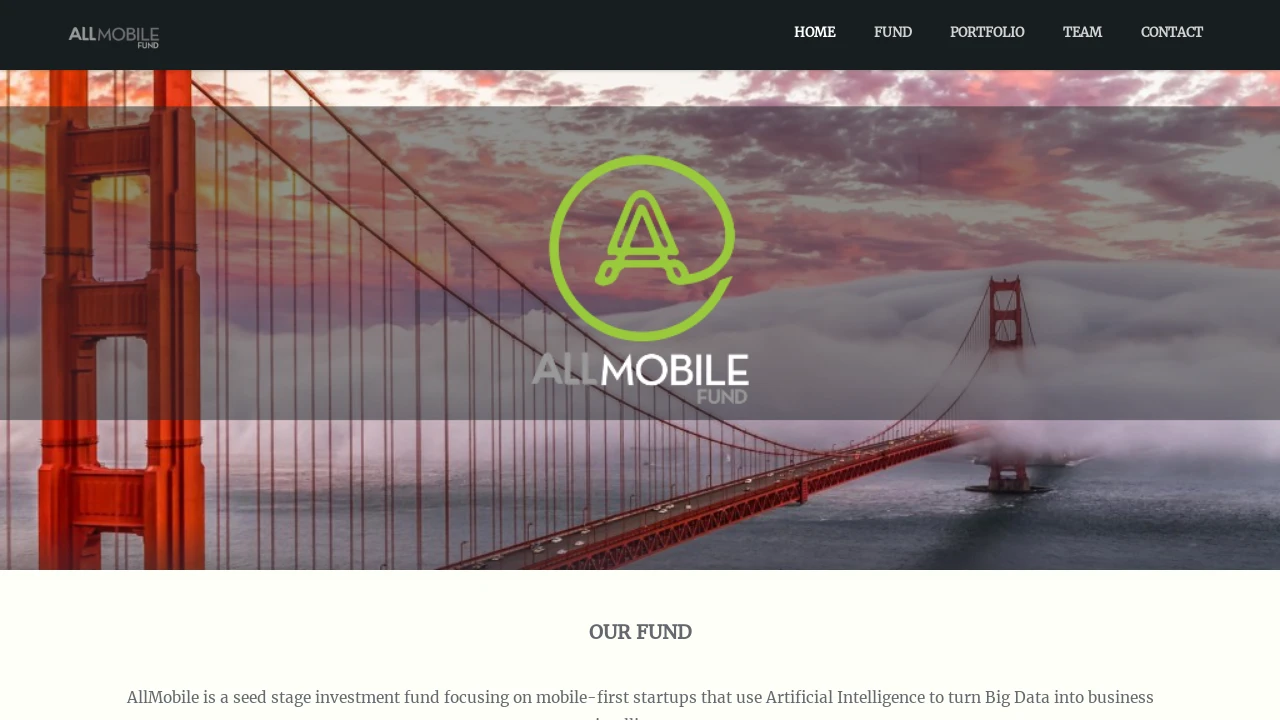 ALLMOBILE
FUND
HOME
FUND
PORTFOLIO
TEAM
CONTACT
ALLMOBILE
FUND
OUR FUND
AllMobile is a seed stage investment fund focusing on mobile-first startups that use Artificial Intelligence to turn Big Data into business